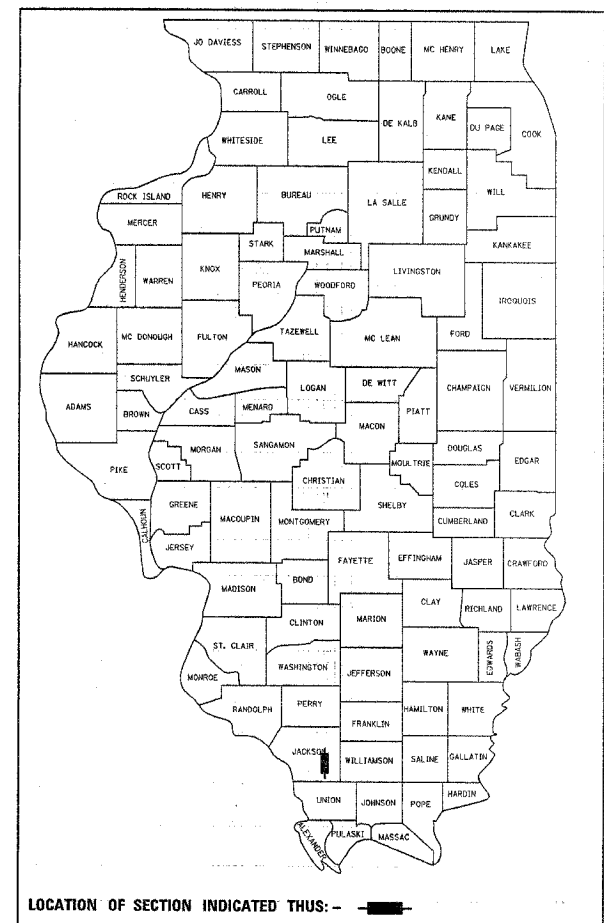 JO DAVIESS STEPHENSON WINNEBAGO BOONE MC HENRY LAKE
CARROLL OGLE DE KALB KANE DU PAGE COOK
WHITESIDE LEE
KENDALL WILL
ROCK ISLAND HENRY BUREAU LA SALLE GRUNDY
MERCER PUTNAM
STARK MARSHALL KANKAKEE
HENDERSON WARREN KNOX PEORIA WOODFORD LIVINGSTON IROQUOIS
HANCOCK MC DONOUGH FULTON TAZEWELL MC LEAN FORD
SCHUYLER MASON LOGAN DE WITT CHAMPAIGN VERMILION
ADAMS BROWN CASS MENARD MACON PIATT
PIKE SCOTT MORGAN SANGAMON CHRISTIAN MOULTRIE DOUGLAS EDGAR
COLES
CALHOUN GREENE MACOUPIN MONTGOMERY SHELBY CUMBERLAND CLARK
JERSEY FAYETTE EFFINGHAM JASPER CRAWFORD
MADISON BOND CLAY RICHLAND LAWRENCE
CLINTON MARION
ST. CLAIR WAYNE EDWARDS WABASH
WASHINGTON JEFFERSON
MONROE
RANDOLPH PERRY FRANKLIN HAMILTON WHITE
JACKSON WILLIAMSON SALINE GALLATIN
UNION JOHNSON POPE HARDIN
ALEXANDER PULASKI MASSAC
LOCATION OF SECTION INDICATED THUS: -